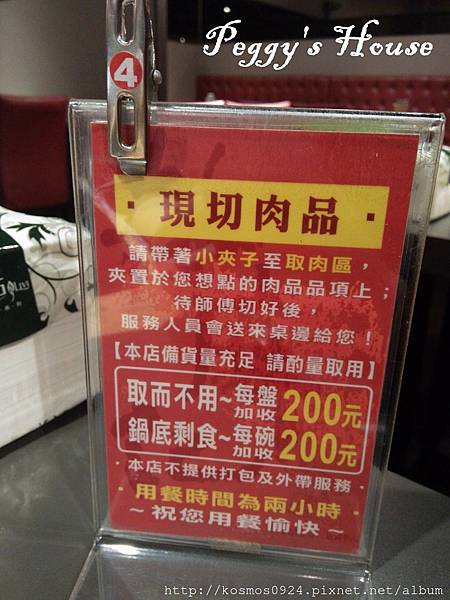 Peggy's House
4
·現切肉品·
請帶著小夾子至取肉區，
夾置於您想點的肉品品項上；
待師傅切好後，
服務人員會送來桌邊給您！
【本店備貨量充足 請酌量取用】
取而不用~每盤加收200元
鍋底剩食~每碗加收200元
·本店不提供打包及外帶服務·
·用餐時間為兩小時·
~祝您用餐愉快~
http://kosmos0924.pixnet.net/album